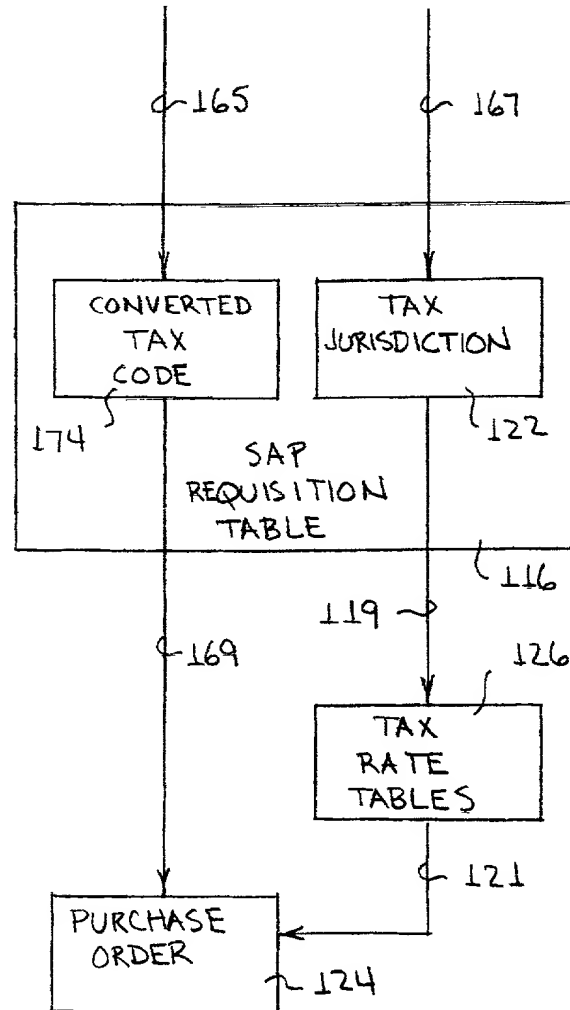 165
167
CONVERTED
TAX
CODE
TAX
JURISDICTION
174
122
SAP
REQUISITION
TABLE
116
119
169
126
TAX
RATE
TABLES
121
PURCHASE
ORDER
124